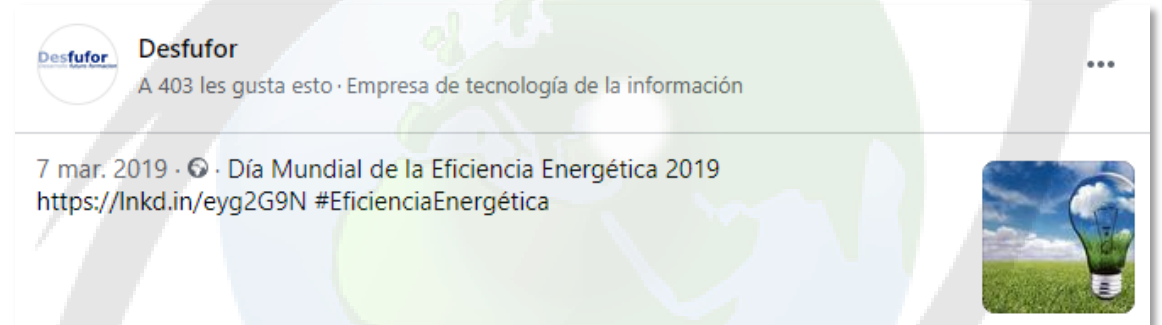 Desfufor
Desfufor
A 403 les gusta esto · Empresa de tecnología de la información
7 mar. 2019 · · Día Mundial de la Eficiencia Energética 2019
https://lnkd.in/eyg2G9N #EficienciaEnergética